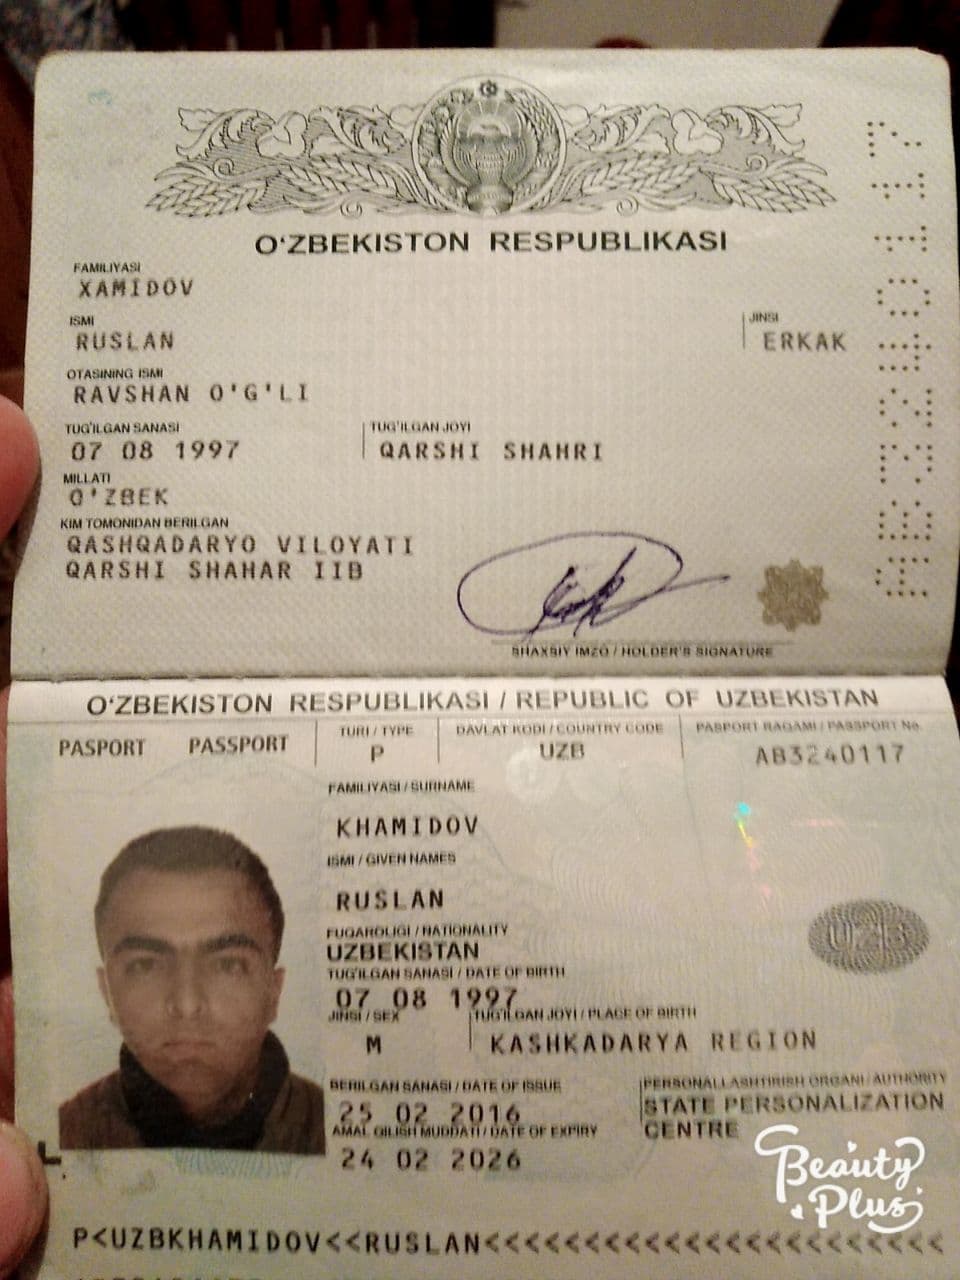 O'ZBEKISTON RESPUBLIKASI
FAMILIYASI
XAMIDOV
ISMI
RUSLAN
JINSI
ERKAK
OTASINING ISMI
RAVSHAN O'G'LI
TUG'ILGAN SANASI
07 08 1997
TUG'ILGAN JOYI
QARSHI SHAHRI
MILLATI
O'ZBEK
KIM TOMONIDAN BERILGAN
QASHQADARYO VILOYATI
QARSHI SHAHAR IIB
SHAXSIY IMZO / HOLDER'S SIGNATURE
AB3240117
O'ZBEKISTON RESPUBLIKASI / REPUBLIC OF UZBEKISTAN
PASPORT PASSPORT
TURI / TYPE
P
DAVLAT KODI / COUNTRY CODE
UZB
PASPORT RAQAMI / PASSPORT No.
AB3240117
FAMILIYASI / SURNAME
KHAMIDOV
ISMI / GIVEN NAMES
RUSLAN
FUQAROLIGI / NATIONALITY
UZBEKISTAN
TUG'ILGAN SANASI / DATE OF BIRTH
07 08 1997
JINSI / SEX
M
TUG'ILGAN JOYI / PLACE OF BIRTH
KASHKADARYA REGION
UZB
BERILGAN SANASI / DATE OF ISSUE
25 02 2016
AMAL QILISH MUDDATI / DATE OF EXPIRY
24 02 2026
PERSONALLASHTIRISH ORGANI / AUTHORITY
STATE PERSONALIZATION
CENTRE
Beauty
Plus
P<UZBKHAMIDOV<<RUSLAN<<<<<<<<<<<<<<<<<<<<<<<